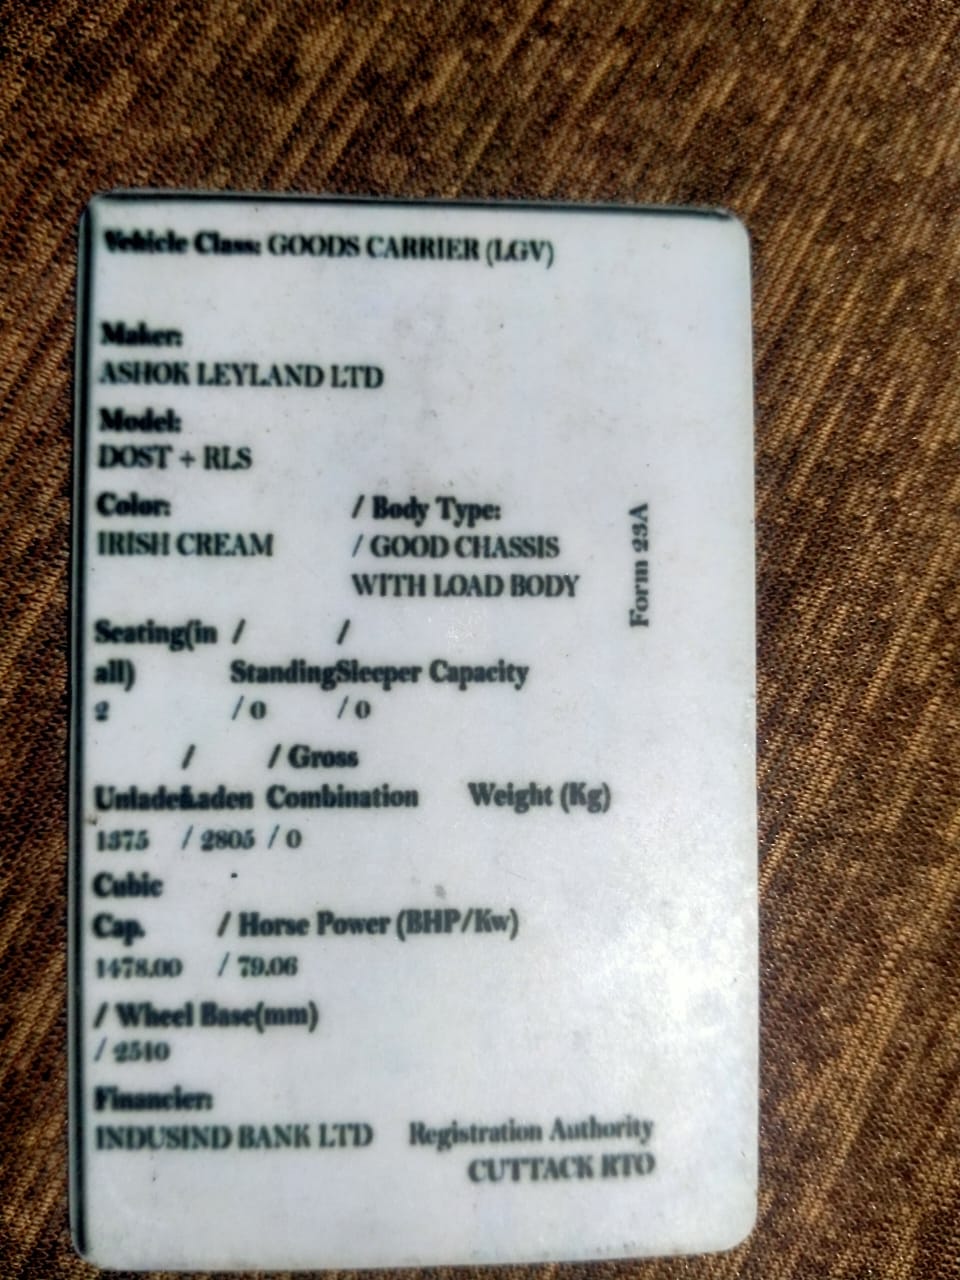 Vehicle Class: GOODS CARRIER (LGV)
Maker:
ASHOK LEYLAND LTD
Model:
DOST + RLS
Color: / Body Type:
IRISH CREAM / GOOD CHASSIS
WITH LOAD BODY
Form 23A
Seating(in / /
all) StandingSleeper Capacity
2 / 0 / 0
/ / Gross
UnladenLaden Combination Weight (Kg)
1375 / 2805 / 0
Cubic
Cap. / Horse Power (BHP/Kw)
1478.00 / 79.06
/ Wheel Base(mm)
/ 2510
Financier:
INDUSIND BANK LTD Registration Authority
CUTTACK RTO